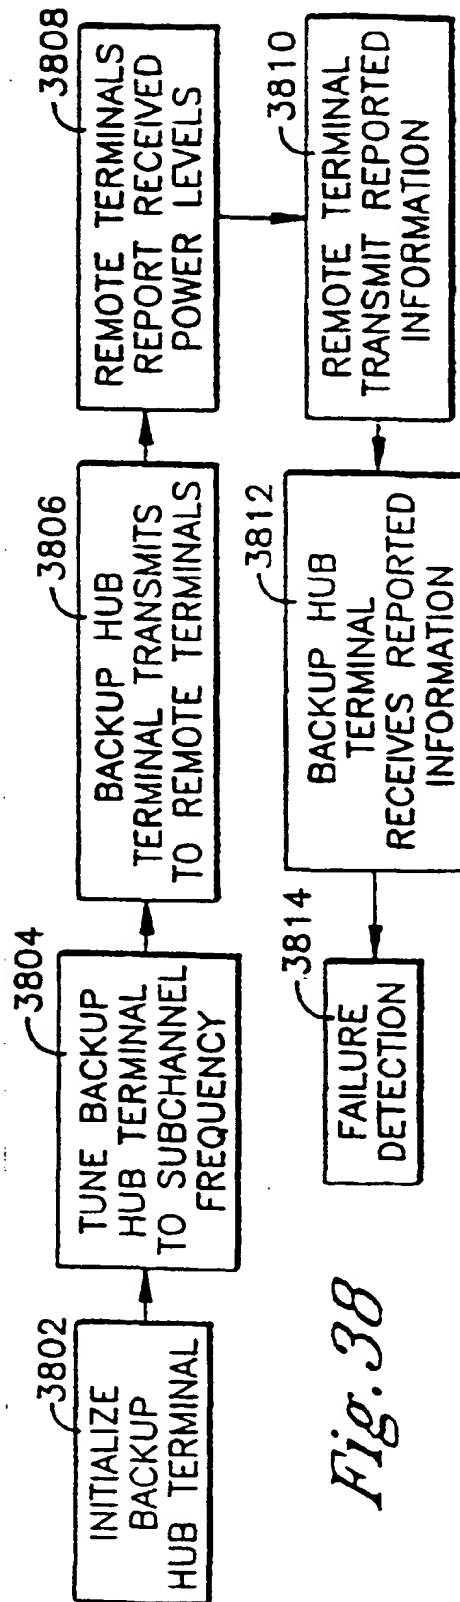 3802
INITIALIZE
BACKUP
HUB TERMINAL
3804
TUNE BACKUP
HUB TERMINAL
TO SUBCHANNEL
FREQUENCY
3806
BACKUP HUB
TERMINAL TRANSMITS
TO REMOTE TERMINALS
3808
REMOTE TERMINALS
REPORT RECEIVED
POWER LEVELS
3810
REMOTE TERMINAL
TRANSMIT REPORTED
INFORMATION
3812
BACKUP HUB
TERMINAL
RECEIVES REPORTED
INFORMATION
3814
FAILURE
DETECTION
Fig. 38